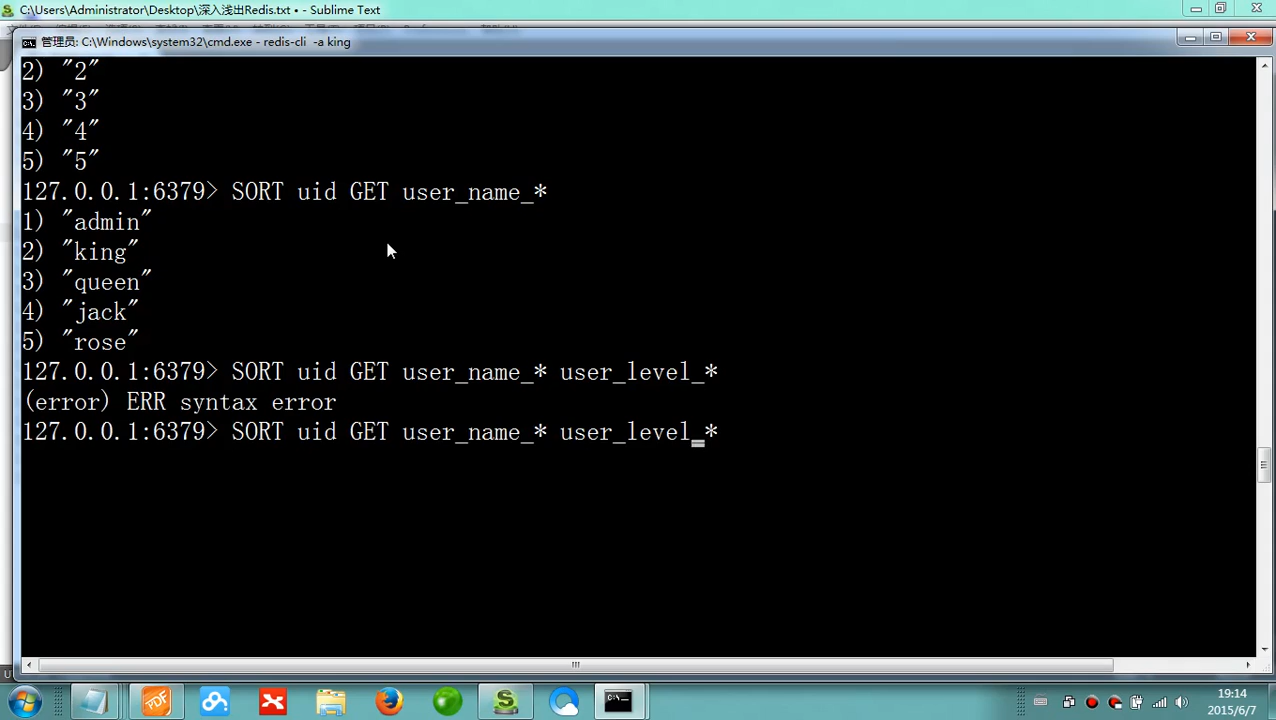 C:\Users\Administrator\Desktop\深入浅出Redis.txt • - Sublime Text
管理员: C:\Windows\system32\cmd.exe - redis-cli  -a king
2) "2"
3) "3"
4) "4"
5) "5"
127.0.0.1:6379> SORT uid GET user_name_*
1) "admin"
2) "king"
3) "queen"
4) "jack"
5) "rose"
127.0.0.1:6379> SORT uid GET user_name_* user_level_*
(error) ERR syntax error
127.0.0.1:6379> SORT uid GET user_name_* user_level_*
PDF
19:14
2015/6/7